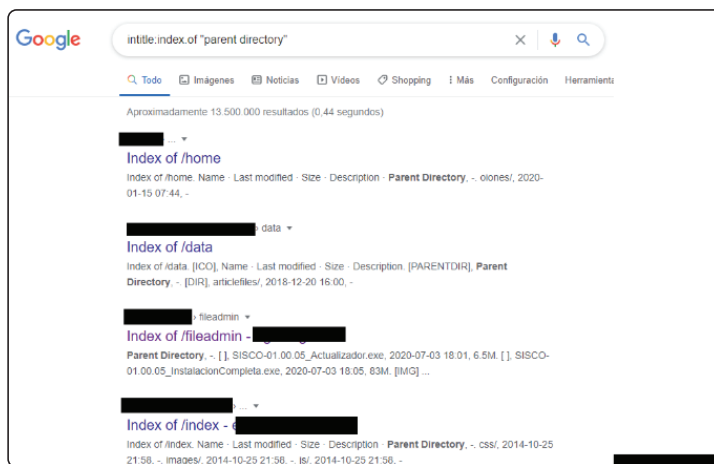 Google
intitle:index.of "parent directory"
Todo Imágenes Noticias Vídeos Shopping Más Configuración Herramienta
Aproximadamente 13.500.000 resultados (0,44 segundos)
...
Index of /home
Index of /home. Name · Last modified · Size · Description · Parent Directory, -. oiones/, 2020-
01-15 07:44, -
› data
Index of /data
Index of /data. [ICO], Name · Last modified · Size · Description. [PARENTDIR], Parent
Directory, -. [DIR], articlefiles/, 2018-12-20 16:00, -
› fileadmin
Index of /fileadmin -
Parent Directory, -. [ ], SISCO-01.00.05_Actualizador.exe, 2020-07-03 18:01, 6.5M. [ ], SISCO-
01.00.05_InstalacionCompleta.exe, 2020-07-03 18:05, 83M. [IMG] ...
› ...
Index of /index -
Index of /index. Name · Last modified · Size · Description · Parent Directory, -. css/, 2014-10-25
21:58, -. images/, 2014-10-25 21:58, -. js/, 2014-10-25 21:58, -